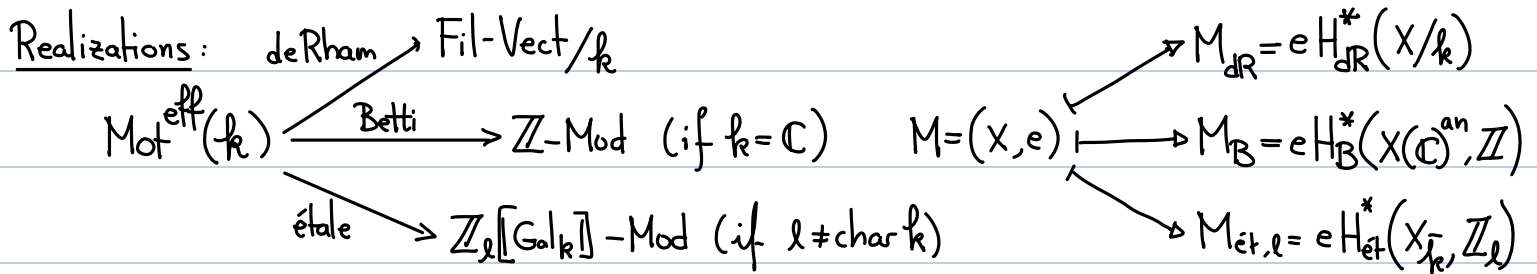 Realizations: deRham Fil-Vect/k M_dR = e H*_dR(X/k)
Mot^eff(k) Betti ℤ-Mod (if k=ℂ) M=(X,e) ↦ M_B = e H*_B(X(ℂ)^an, ℤ)
étale ℤ_l[[Gal_k]]-Mod (if l≠char k) M_ét,l = e H*_ét(X_k̄, ℤ_l)